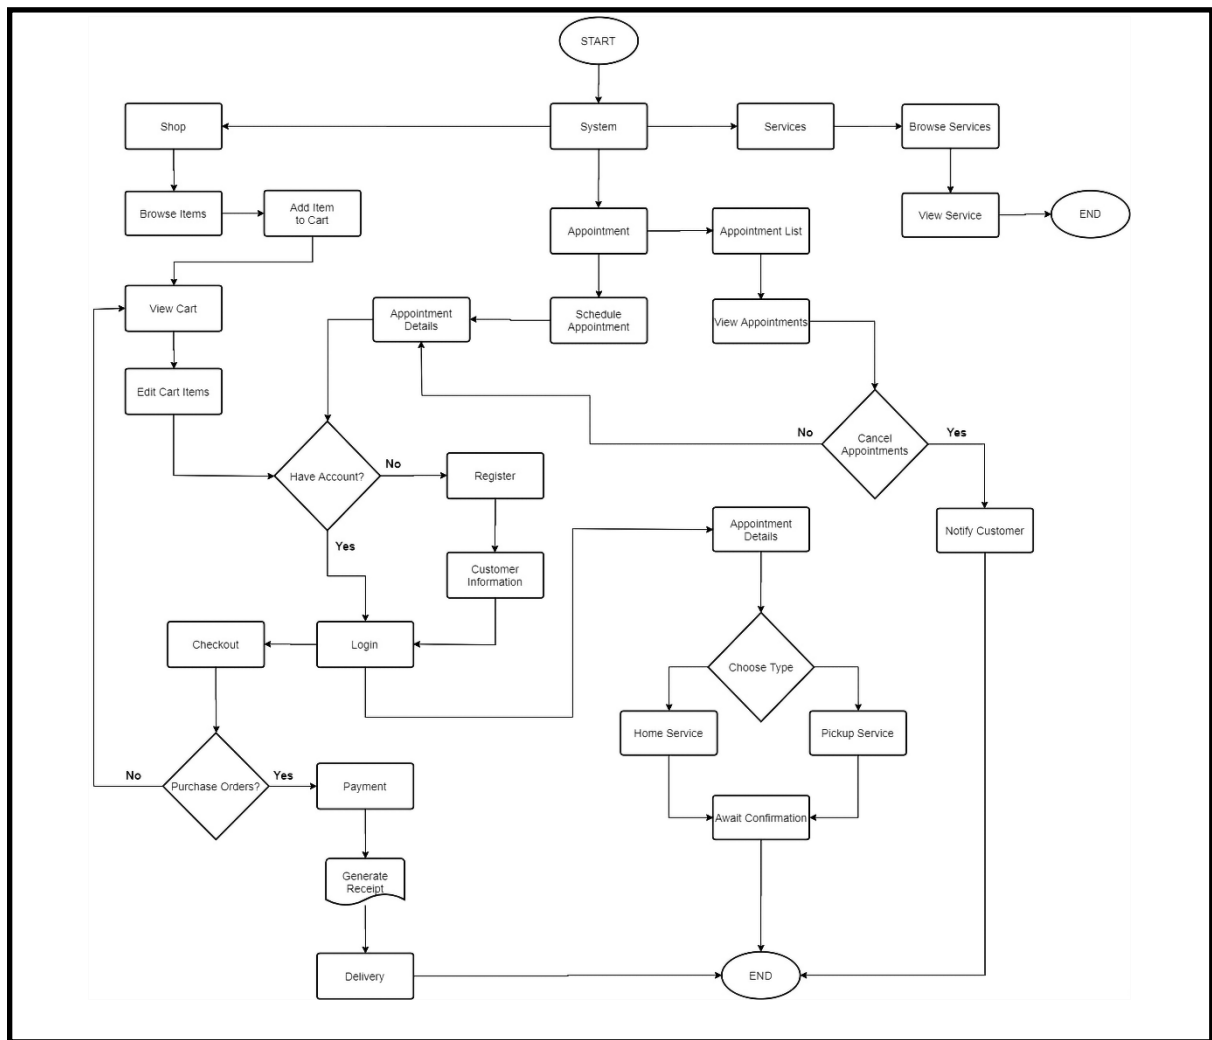 START
Shop
System
Services
Browse Services
Browse Items
Add Item
to Cart
Appointment
Appointment List
View Service
END
View Cart
Appointment
Details
Schedule
Appointment
View Appointments
Edit Cart Items
No
Cancel
Appointments
Yes
Have Account?
No
Register
Yes
Appointment
Details
Notify Customer
Customer
Information
Checkout
Login
Choose Type
Home Service
Pickup Service
No
Purchase Orders?
Yes
Payment
Await Confirmation
Generate
Receipt
Delivery
END